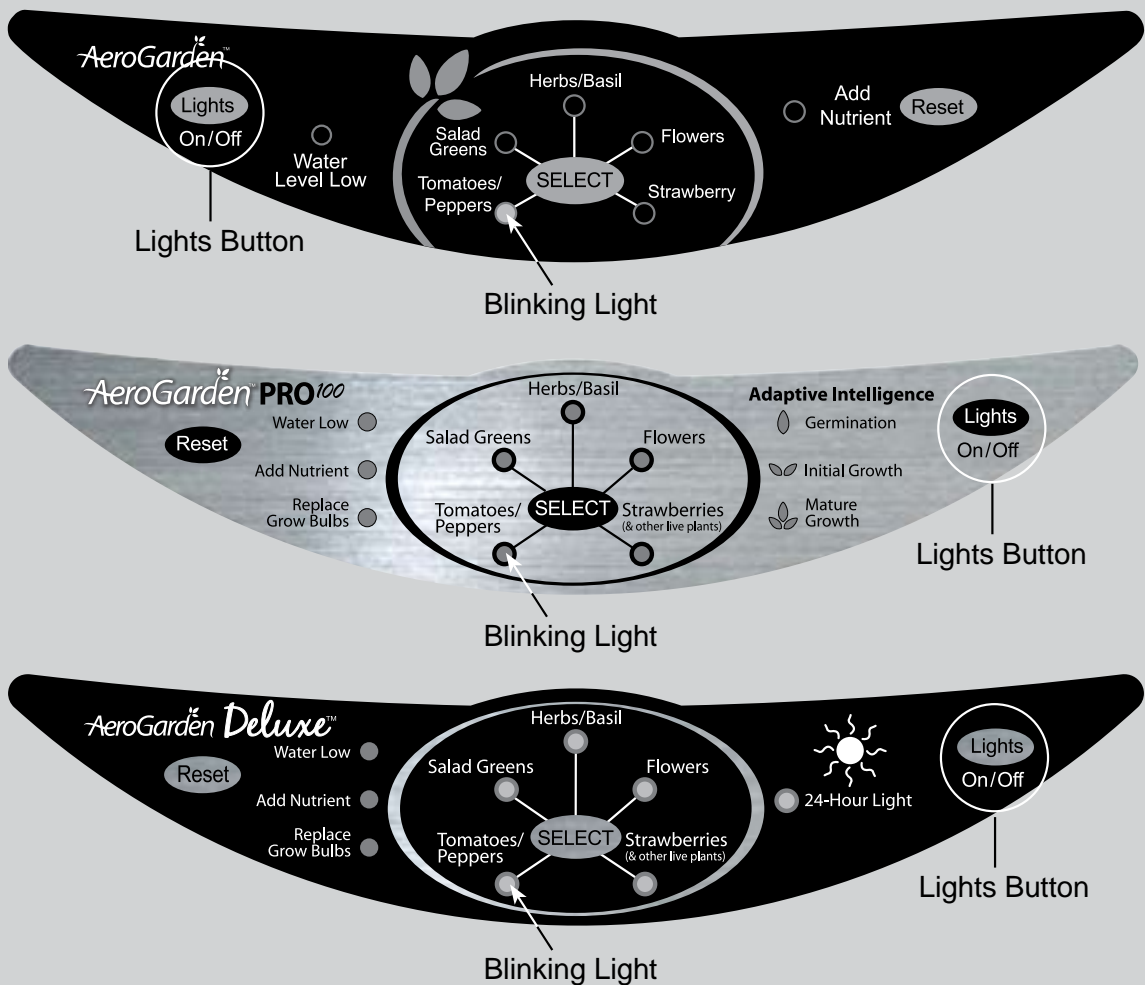 AeroGarden™
Lights
On/Off
Water
Level Low
Herbs/Basil
Salad
Greens
Flowers
SELECT
Tomatoes/
Peppers
Strawberry
Add
Nutrient
Reset
Lights Button
Blinking Light
AeroGarden™ PRO100
Reset
Water Low
Add Nutrient
Replace
Grow Bulbs
Herbs/Basil
Salad Greens
Flowers
SELECT
Tomatoes/
Peppers
Strawberries
(& other live plants)
Adaptive Intelligence
Germination
Initial Growth
Mature
Growth
Lights
On/Off
Lights Button
Blinking Light
AeroGarden Deluxe™
Reset
Water Low
Add Nutrient
Replace
Grow Bulbs
Herbs/Basil
Salad Greens
Flowers
SELECT
Tomatoes/
Peppers
Strawberries
(& other live plants)
24-Hour Light
Lights
On/Off
Lights Button
Blinking Light